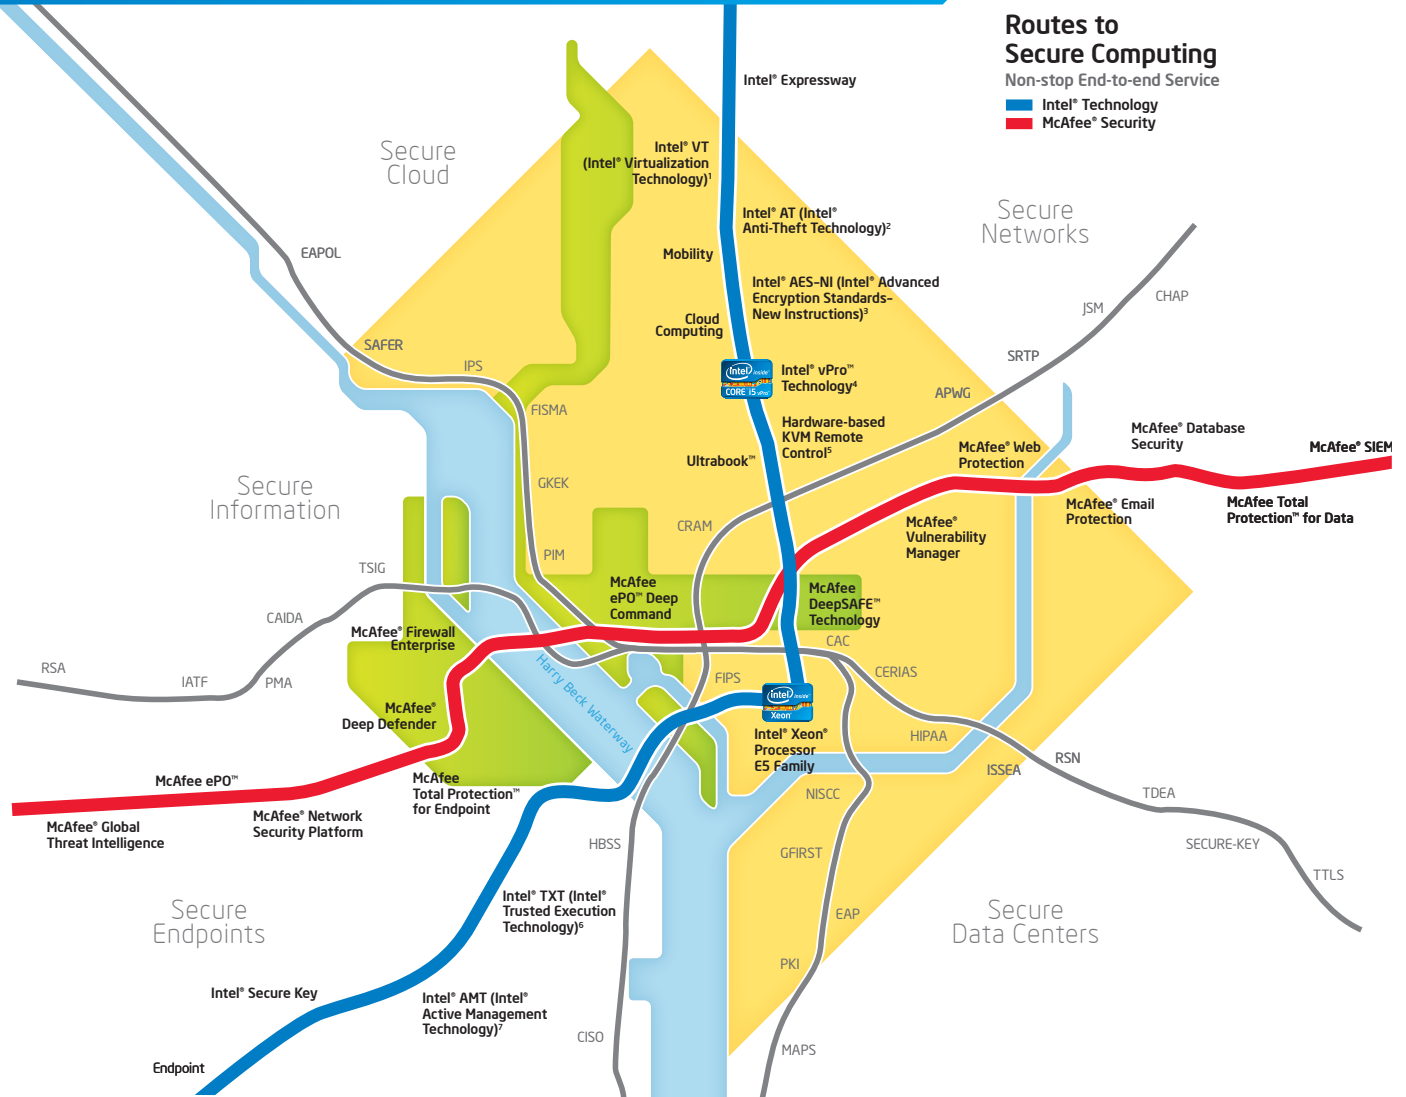 Routes to
Secure Computing
Non-stop End-to-end Service
Intel® Technology
McAfee® Security
Intel® Expressway
Secure
Cloud
Intel® VT
(Intel® Virtualization
Technology)¹
Intel® AT (Intel®
Anti-Theft Technology)²
Secure
Networks
EAPOL
Mobility
Intel® AES–NI (Intel® Advanced
Encryption Standards–
New Instructions)³
CHAP
JSM
Cloud
Computing
SAFER
SRTP
IPS
intel inside™
CORE i5 vPro™
Intel® vPro™
Technology⁴
APWG
FISMA
Hardware-based
KVM Remote
Control⁵
McAfee® Database
Security
McAfee® SIEM
McAfee® Web
Protection
Ultrabook™
GKEK
Secure
Information
McAfee® Email
Protection
McAfee Total
Protection™ for Data
CRAM
McAfee®
Vulnerability
Manager
PIM
TSIG
McAfee
ePO™ Deep
Command
McAfee
DeepSAFE™
Technology
CAIDA
McAfee® Firewall
Enterprise
CAC
RSA
IATF
PMA
Harry Beck Waterway
FIPS
CERIAS
intel inside™
Xeon™
McAfee®
Deep Defender
Intel® Xeon®
Processor
E5 Family
HIPAA
RSN
ISSEA
McAfee ePO™
McAfee
Total Protection™
for Endpoint
NISCC
TDEA
McAfee® Global
Threat Intelligence
McAfee® Network
Security Platform
HBSS
GFIRST
SECURE-KEY
TTLS
Secure
Endpoints
Intel® TXT (Intel®
Trusted Execution
Technology)⁶
EAP
Secure
Data Centers
PKI
Intel® Secure Key
Intel® AMT (Intel®
Active Management
Technology)⁷
CISO
MAPS
Endpoint